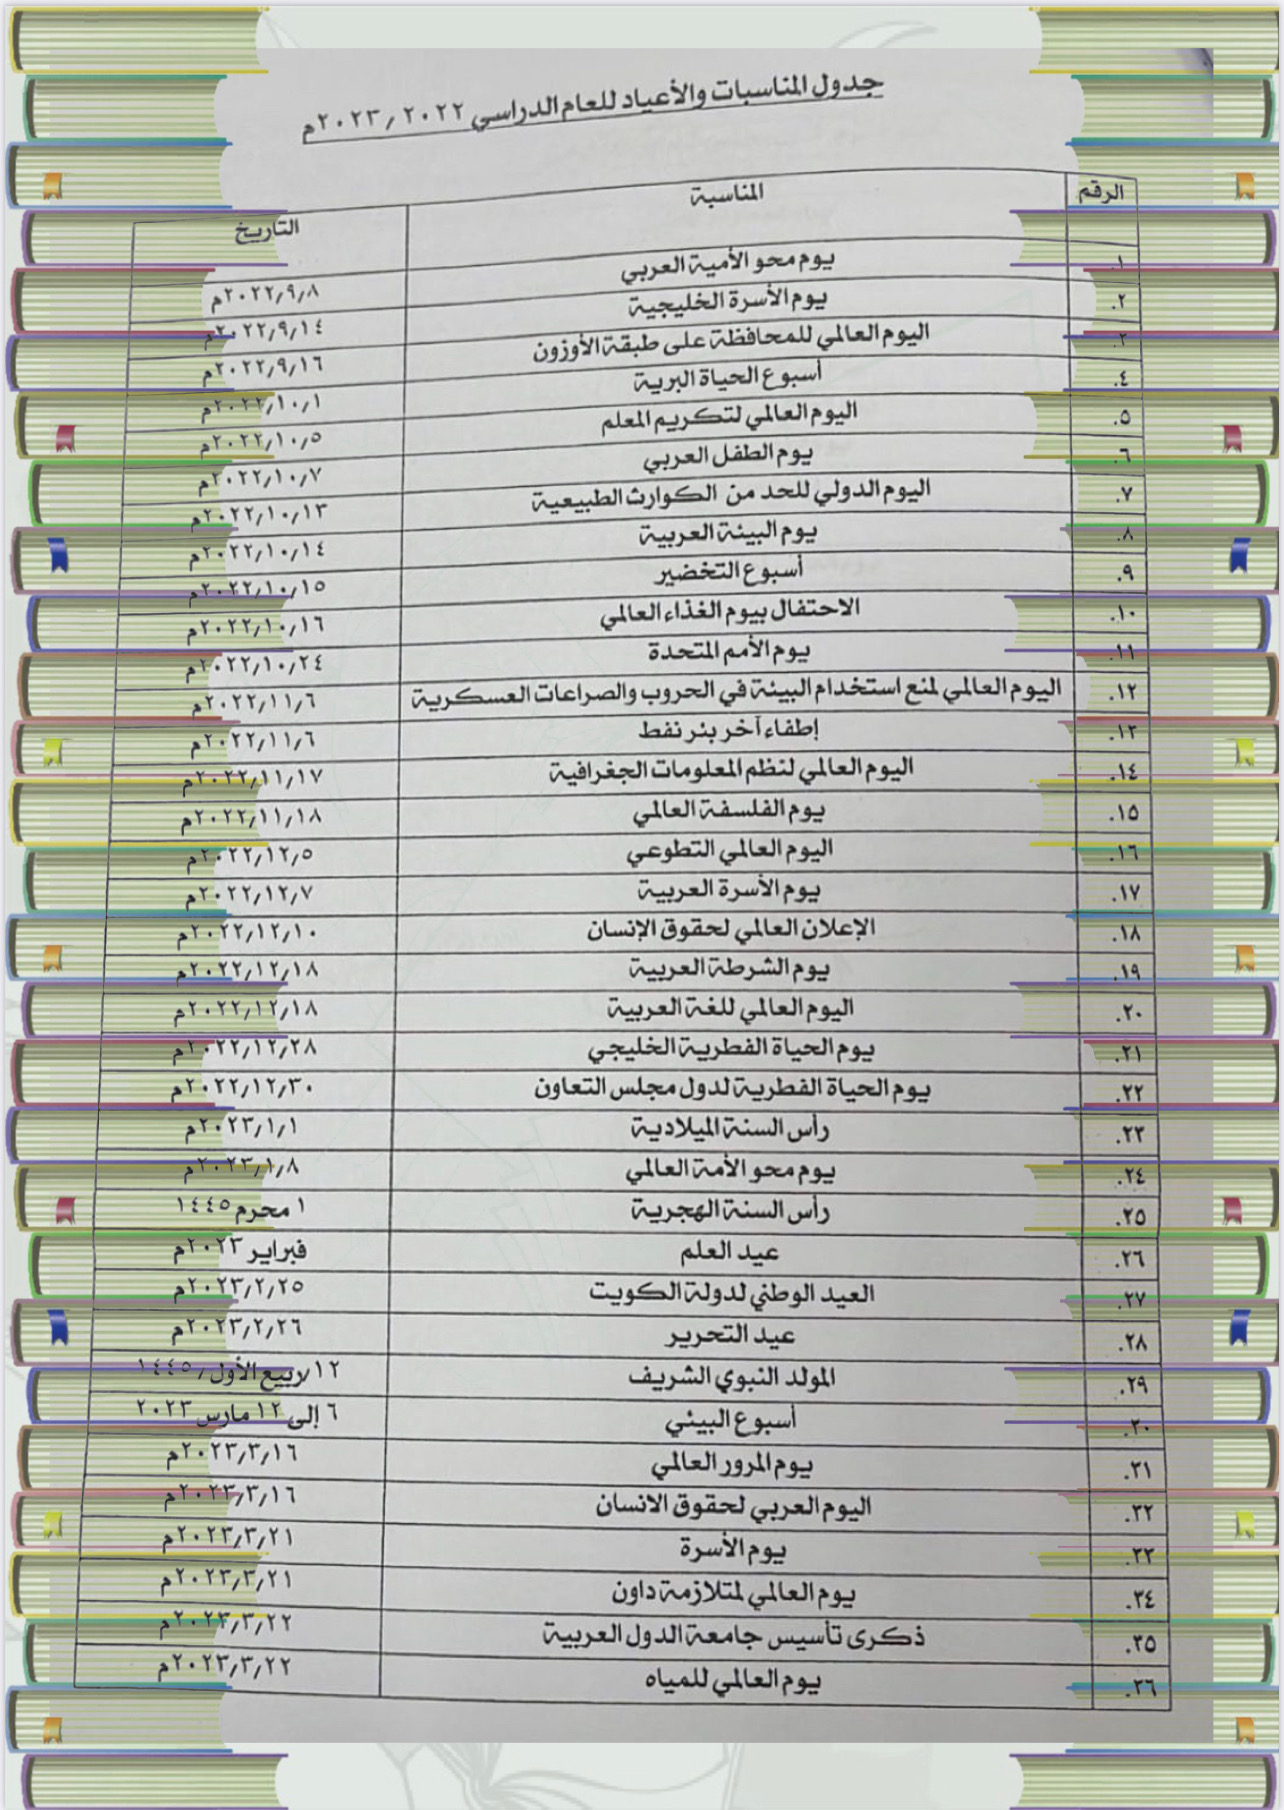 جدول المناسبات والأعياد للعام الدراسي ٢٠٢٢/٢٠٢٣م
الرقم المناسبة التاريخ
١. يوم محو الأمية العربي ٢٠٢٢/٩/٨م
٢. يوم الأسرة الخليجية ٢٠٢٢/٩/١٤م
٣. اليوم العالمي للمحافظة على طبقة الأوزون ٢٠٢٢/٩/١٦م
٤. أسبوع الحياة البرية ٢٠٢٢/١٠/١م
٥. اليوم العالمي لتكريم المعلم ٢٠٢٢/١٠/٥م
٦. يوم الطفل العربي ٢٠٢٢/١٠/٧م
٧. اليوم الدولي للحد من الكوارث الطبيعية ٢٠٢٢/١٠/١٣م
٨. يوم البيئة العربية ٢٠٢٢/١٠/١٤م
٩. أسبوع التخضير ٢٠٢٢/١٠/١٥م
١٠. الاحتفال بيوم الغذاء العالمي ٢٠٢٢/١٠/١٦م
١١. يوم الأمم المتحدة ٢٠٢٢/١٠/٢٤م
١٢. اليوم العالمي لمنع استخدام البيئة في الحروب والصراعات العسكرية ٢٠٢٢/١١/٦م
١٣. إطفاء آخر بئر نفط ٢٠٢٢/١١/٦م
١٤. اليوم العالمي لنظم المعلومات الجغرافية ٢٠٢٢/١١/١٧م
١٥. يوم الفلسفة العالمي ٢٠٢٢/١١/١٨م
١٦. اليوم العالمي التطوعي ٢٠٢٢/١٢/٥م
١٧. يوم الأسرة العربية ٢٠٢٢/١٢/٧م
١٨. الإعلان العالمي لحقوق الإنسان ٢٠٢٢/١٢/١٠م
١٩. يوم الشرطة العربية ٢٠٢٢/١٢/١٨م
٢٠. اليوم العالمي للغة العربية ٢٠٢٢/١٢/١٨م
٢١. يوم الحياة الفطرية الخليجي ٢٠٢٢/١٢/٢٨م
٢٢. يوم الحياة الفطرية لدول مجلس التعاون ٢٠٢٢/١٢/٣٠م
٢٣. رأس السنة الميلادية ٢٠٢٣/١/١م
٢٤. يوم محو الأمة العالمي ٢٠٢٣/١/٨م
٢٥. رأس السنة الهجرية ١ محرم ١٤٤٥
٢٦. عيد العلم فبراير ٢٠٢٣م
٢٧. العيد الوطني لدولة الكويت ٢٠٢٣/٢/٢٥م
٢٨. عيد التحرير ٢٠٢٣/٢/٢٦م
٢٩. المولد النبوي الشريف ١٢/ربيع الأول/١٤٤٥
٣٠. أسبوع البيئي ٦ إلى ١٢ مارس ٢٠٢٣
٣١. يوم المرور العالمي ٢٠٢٣/٣/١٦م
٣٢. اليوم العربي لحقوق الانسان ٢٠٢٣/٣/١٦م
٣٣. يوم الأسرة ٢٠٢٣/٣/٢١م
٣٤. يوم العالمي لمتلازمة داون ٢٠٢٣/٣/٢١م
٣٥. ذكرى تأسيس جامعة الدول العربية ٢٠٢٣/٣/٢٢م
٣٦. يوم العالمي للمياه ٢٠٢٣/٣/٢٢م